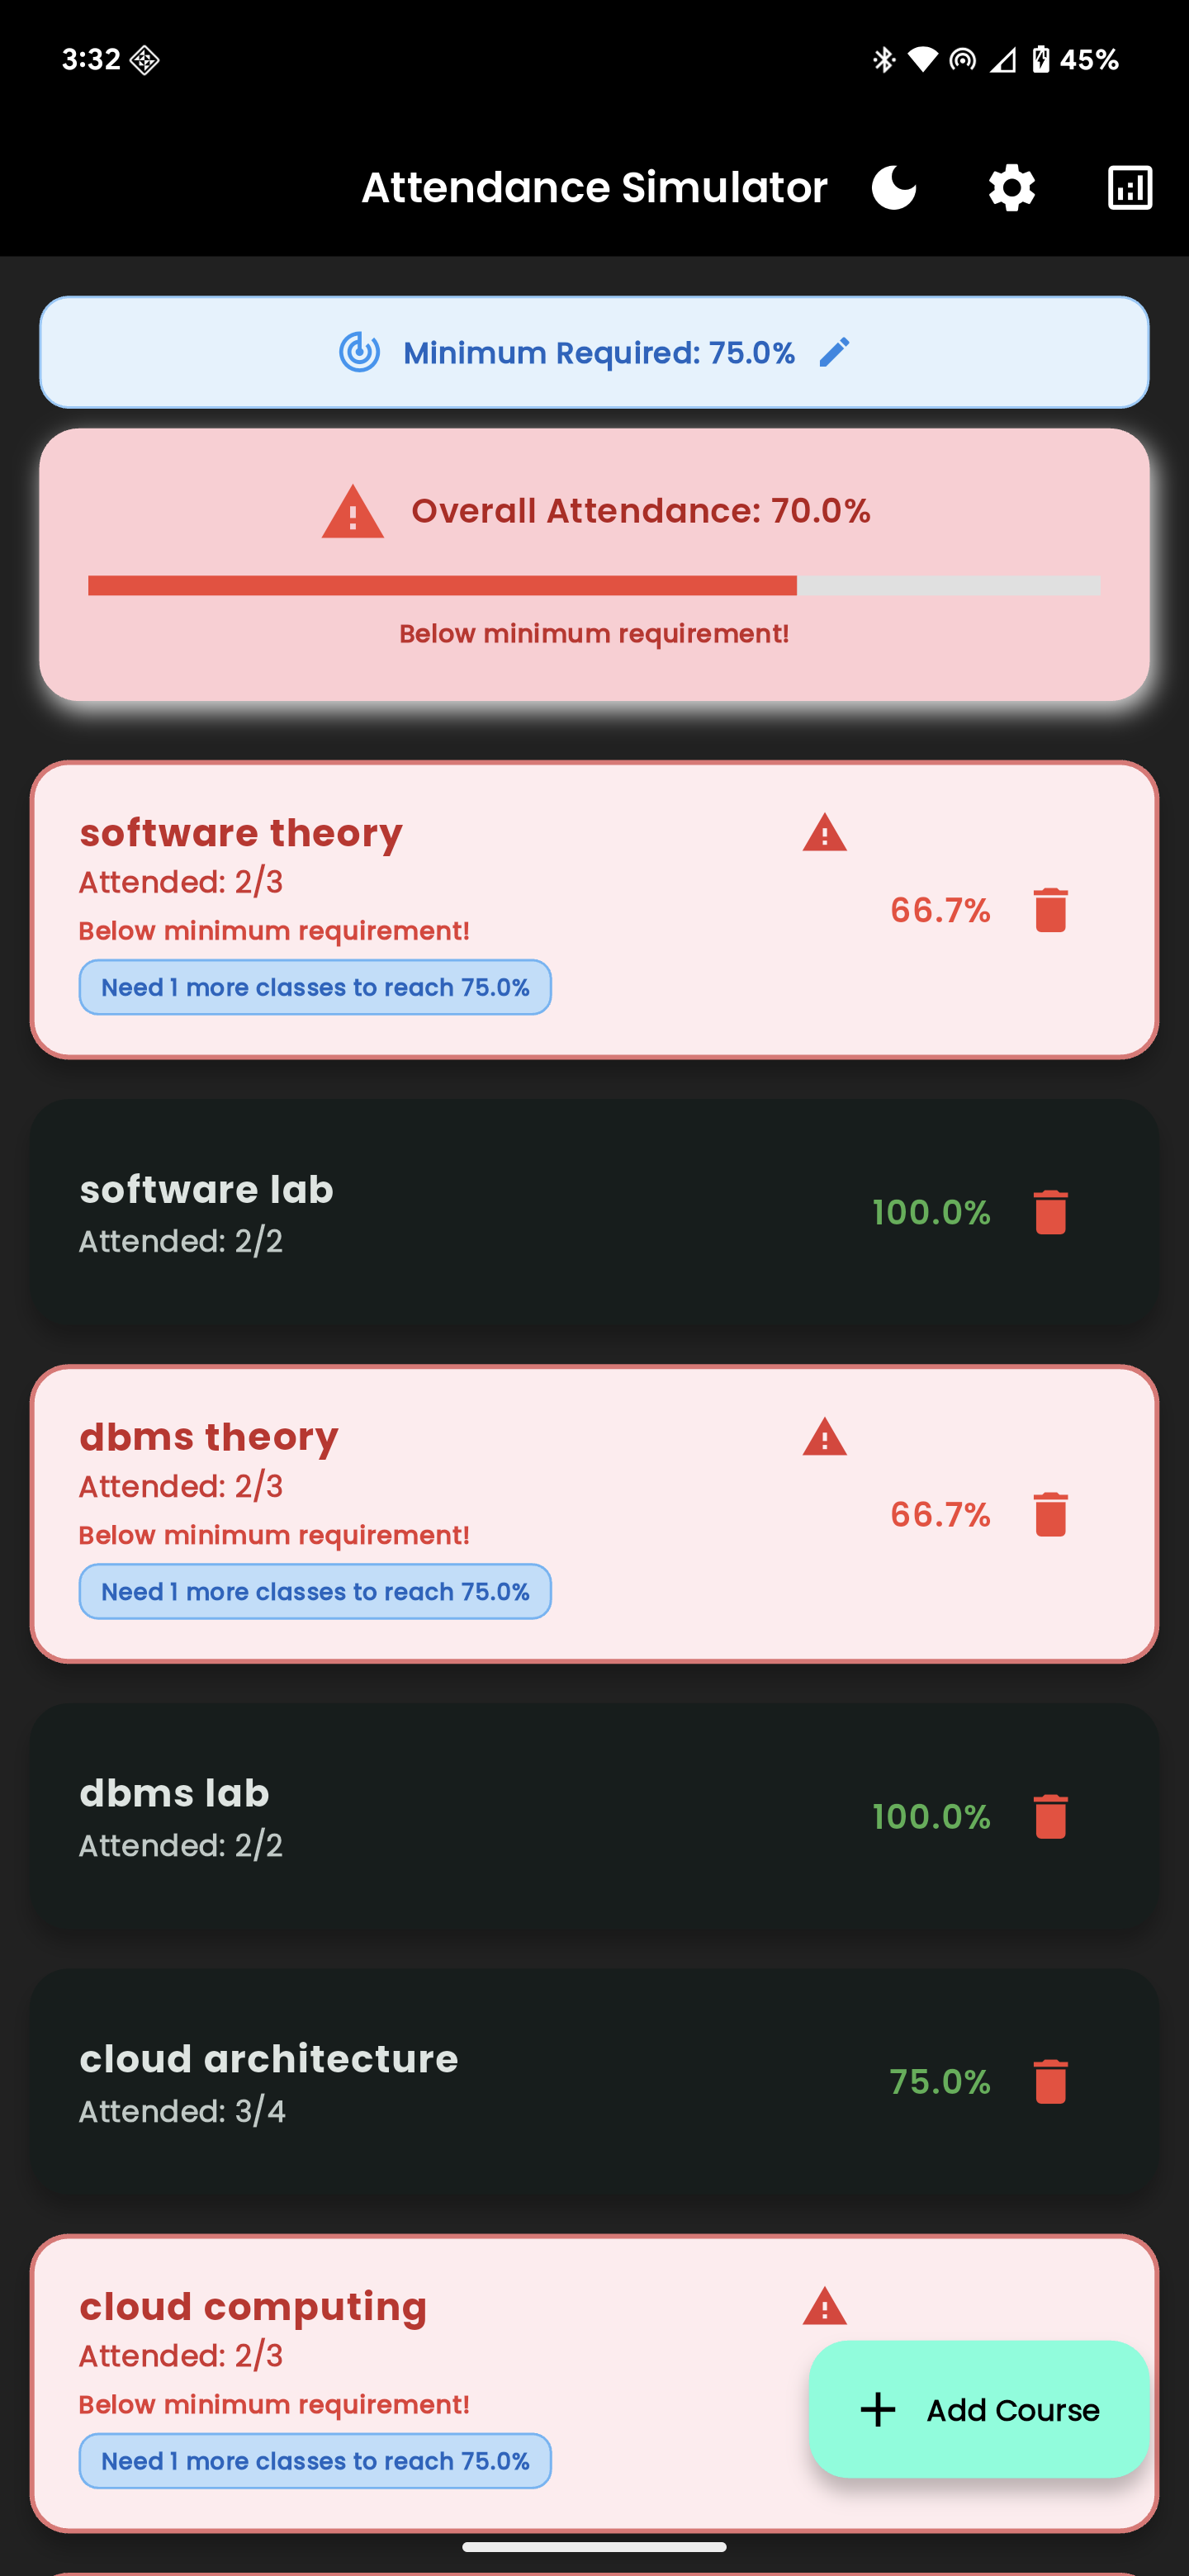 3:32
45%
Attendance Simulator
Minimum Required: 75.0%
Overall Attendance: 70.0%
Below minimum requirement!
software theory
Attended: 2/3
Below minimum requirement!
Need 1 more classes to reach 75.0%
66.7%
software lab
Attended: 2/2
100.0%
dbms theory
Attended: 2/3
Below minimum requirement!
Need 1 more classes to reach 75.0%
66.7%
dbms lab
Attended: 2/2
100.0%
cloud architecture
Attended: 3/4
75.0%
cloud computing
Attended: 2/3
Below minimum requirement!
Need 1 more classes to reach 75.0%
Add Course